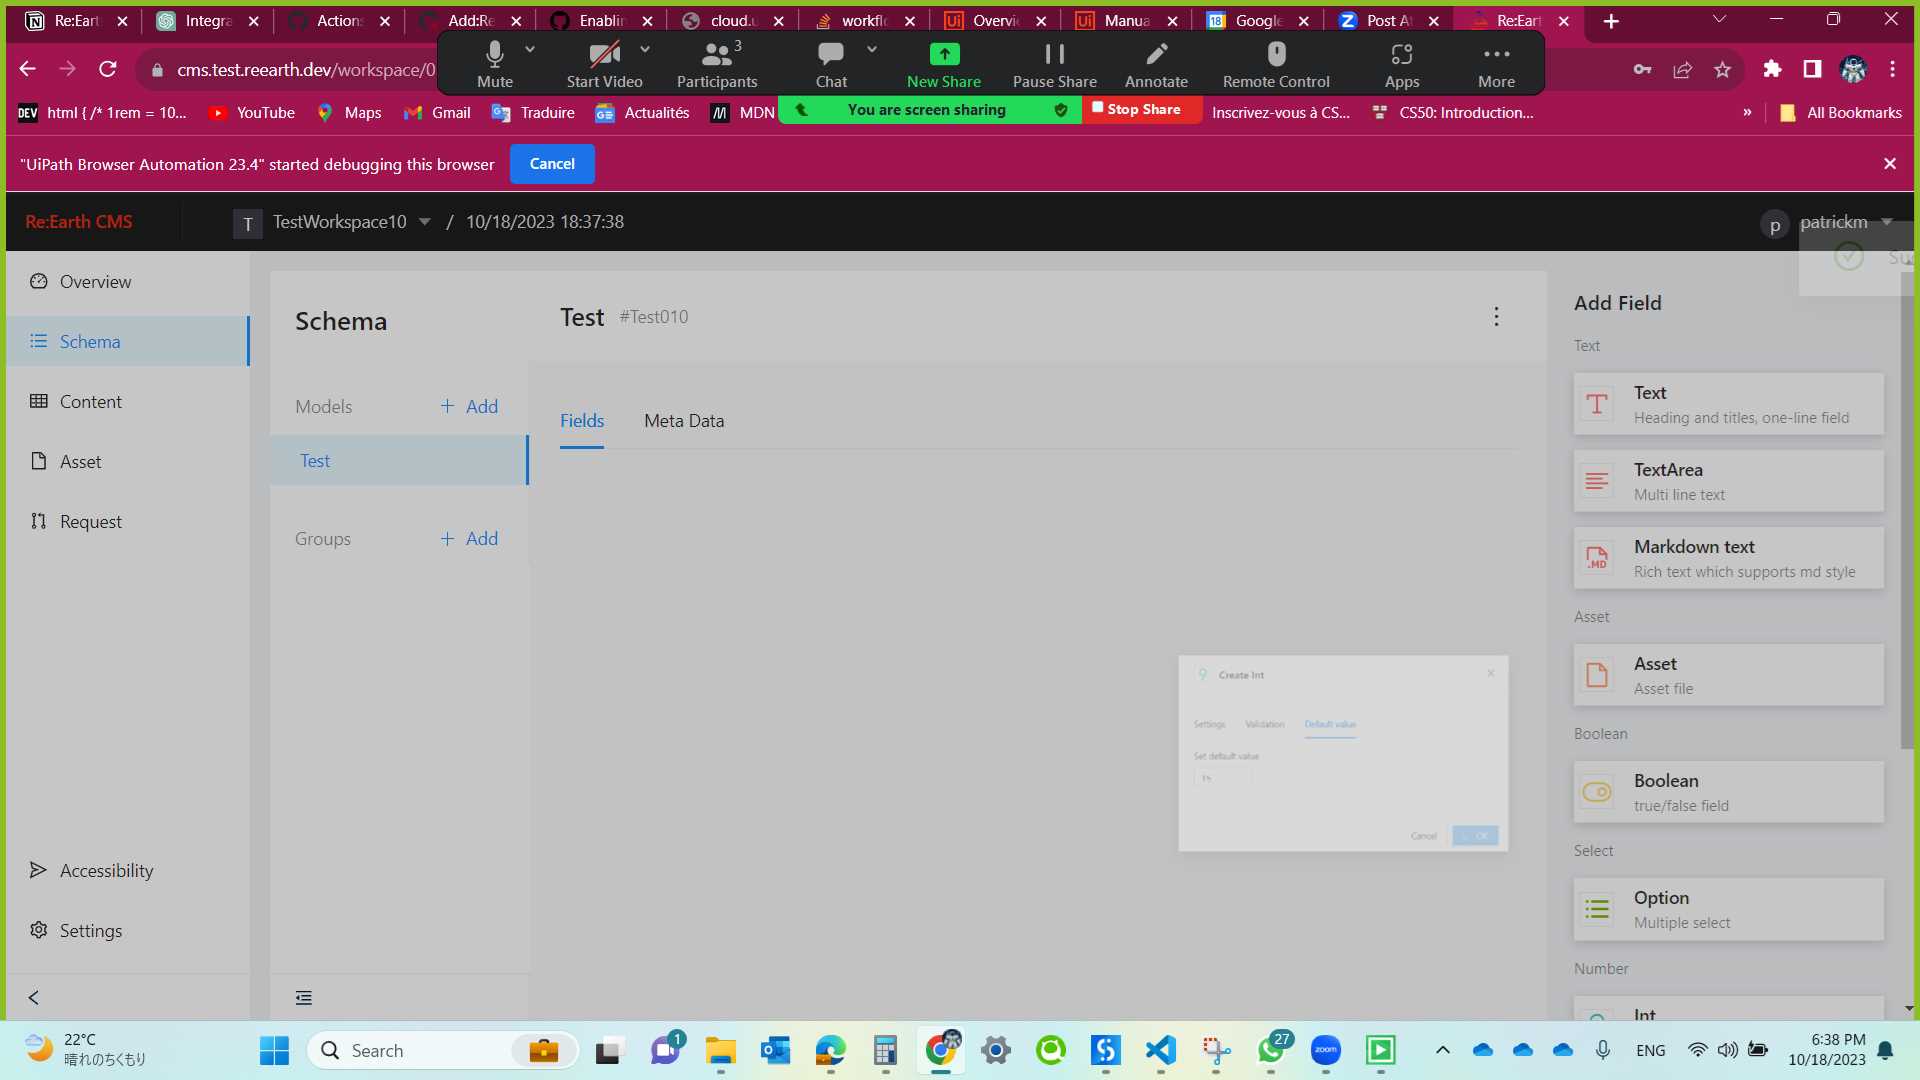 Re:Eart
Integra
Action
Add:Re
Enablin
cloud.u
workfl
Overvi
Manua
Google
Post A
Re:Eart
cms.test.reearth.dev/workspace/0
Mute
Start Video
3
Participants
Chat
New Share
Pause Share
Annotate
Remote Control
Apps
More
html { /* 1rem = 10...
YouTube
Maps
Gmail
Traduire
Actualités
MDN
You are screen sharing
Stop Share
Inscrivez-vous à CS...
CS50: Introduction...
All Bookmarks
"UiPath Browser Automation 23.4" started debugging this browser
Cancel
Re:Earth CMS
T
TestWorkspace10
/ 10/18/2023 18:37:38
p
patrickm
Overview
Schema
Content
Asset
Request
Accessibility
Settings
Schema
Models
+ Add
Test
Groups
+ Add
Test #Test010
Fields
Meta Data
Create Int
Settings
Validation
Default value
Set default value
Cancel
OK
Add Field
Text
Text
Heading and titles, one-line field
TextArea
Multi line text
Markdown text
Rich text which supports md style
Asset
Asset
Asset file
Boolean
Boolean
true/false field
Select
Option
Multiple select
Number
Int
22°C
晴れのちくもり
Search
1
27
zoom
ENG
6:38 PM
10/18/2023